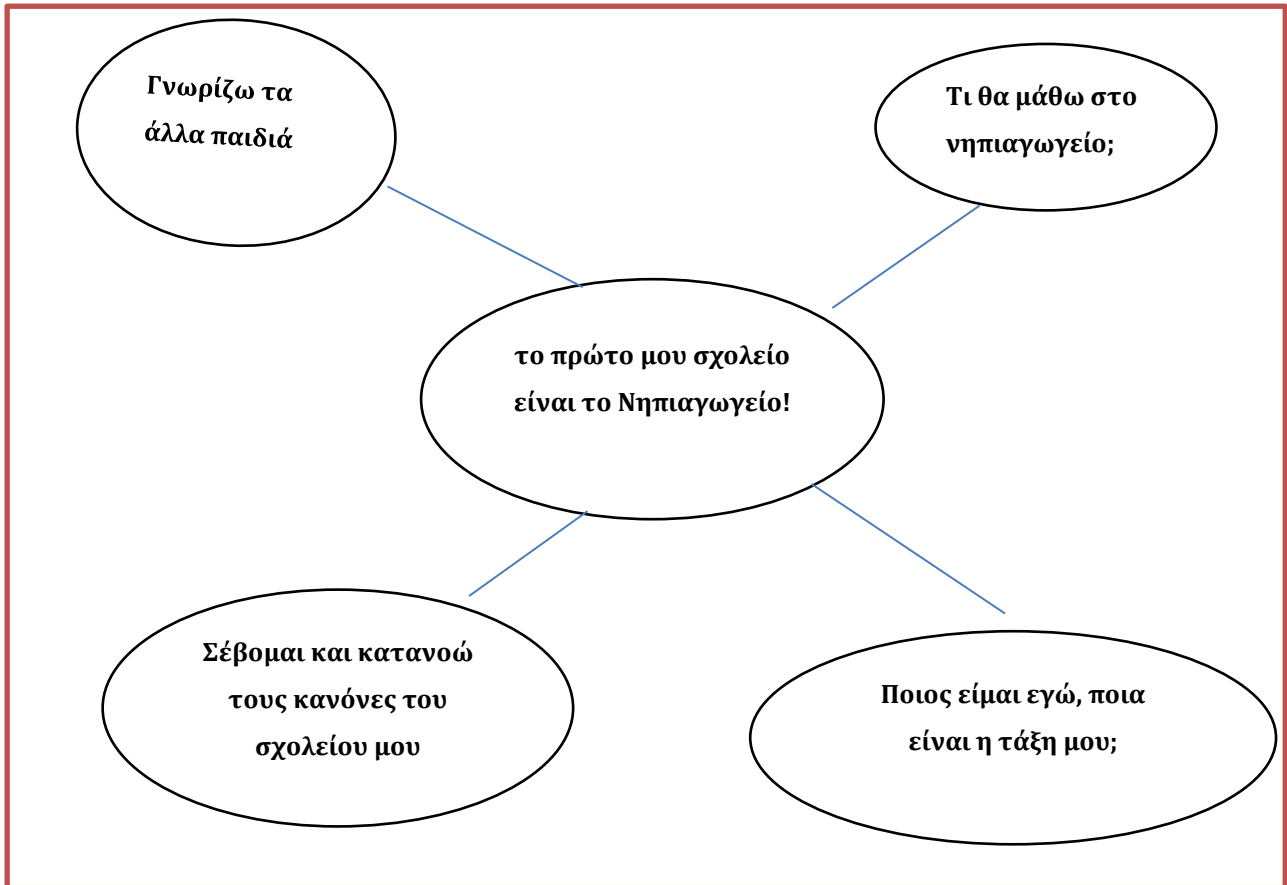 Γνωρίζω τα
άλλα παιδιά
Τι θα μάθω στο
νηπιαγωγείο;
το πρώτο μου σχολείο
είναι το Νηπιαγωγείο!
Σέβομαι και κατανοώ
τους κανόνες του
σχολείου μου
Ποιος είμαι εγώ, ποια
είναι η τάξη μου;